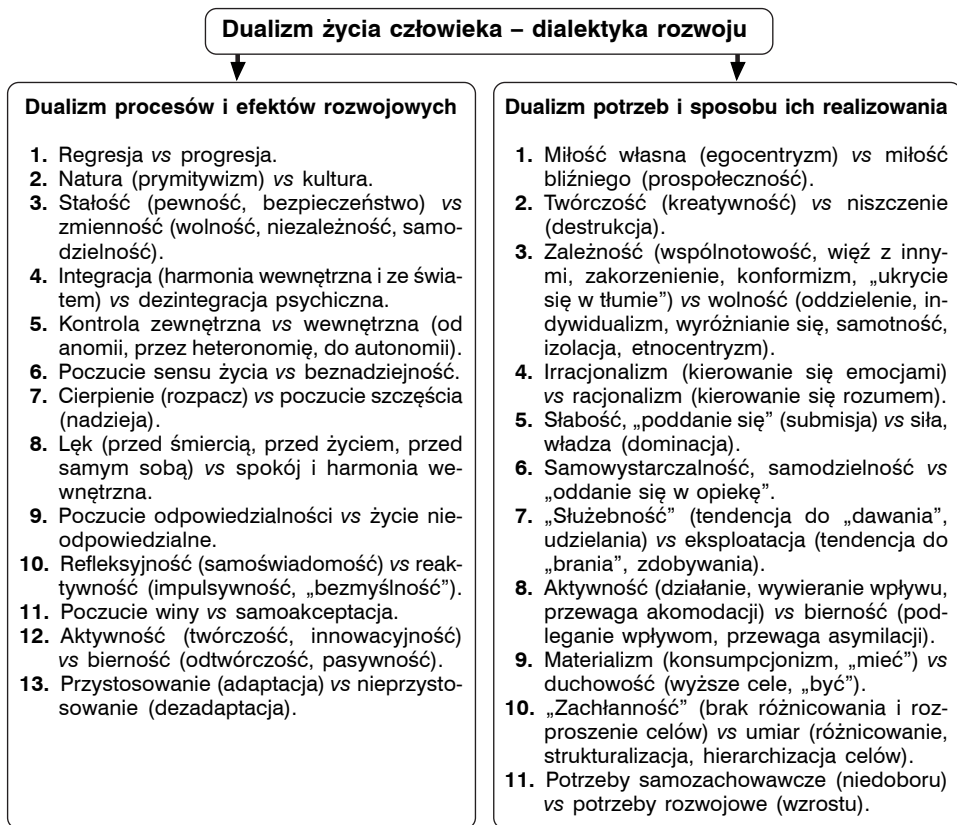 Dualizm życia człowieka – dialektyka rozwoju
Dualizm procesów i efektów rozwojowych
1. Regresja vs progresja.
2. Natura (prymitywizm) vs kultura.
3. Stałość (pewność, bezpieczeństwo) vs
zmienność (wolność, niezależność, samo-
dzielność).
4. Integracja (harmonia wewnętrzna i ze świa-
tem) vs dezintegracja psychiczna.
5. Kontrola zewnętrzna vs wewnętrzna (od
anomii, przez heteronomię, do autonomii).
6. Poczucie sensu życia vs beznadziejność.
7. Cierpienie (rozpacz) vs poczucie szczęścia
(nadzieja).
8. Lęk (przed śmiercią, przed życiem, przed
samym sobą) vs spokój i harmonia we-
wnętrzna.
9. Poczucie odpowiedzialności vs życie nie-
odpowiedzialne.
10. Refleksyjność (samoświadomość) vs reak-
tywność (impulsywność, „bezmyślność”).
11. Poczucie winy vs samoakceptacja.
12. Aktywność (twórczość, innowacyjność)
vs bierność (odtwórczość, pasywność).
13. Przystosowanie (adaptacja) vs nieprzysto-
sowanie (dezadaptacja).
Dualizm potrzeb i sposobu ich realizowania
1. Miłość własna (egocentryzm) vs miłość
bliźniego (prospołeczność).
2. Twórczość (kreatywność) vs niszczenie
(destrukcja).
3. Zależność (wspólnotowość, więź z inny-
mi, zakorzenienie, konformizm, „ukrycie
się w tłumie”) vs wolność (oddzielenie, in-
dywidualizm, wyróżnianie się, samotność,
izolacja, etnocentryzm).
4. Irracjonalizm (kierowanie się emocjami)
vs racjonalizm (kierowanie się rozumem).
5. Słabość, „poddanie się” (submisja) vs siła,
władza (dominacja).
6. Samowystarczalność, samodzielność vs
„oddanie się w opiekę”.
7. „Służebność” (tendencja do „dawania”,
udzielania) vs eksploatacja (tendencja do
„brania”, zdobywania).
8. Aktywność (działanie, wywieranie wpływu,
przewaga akomodacji) vs bierność (pod-
leganie wpływom, przewaga asymilacji).
9. Materializm (konsumpcjonizm, „mieć”) vs
duchowość (wyższe cele, „być”).
10. „Zachłanność” (brak różnicowania i roz-
proszenie celów) vs umiar (różnicowanie,
strukturalizacja, hierarchizacja celów).
11. Potrzeby samozachowawcze (niedoboru)
vs potrzeby rozwojowe (wzrostu).